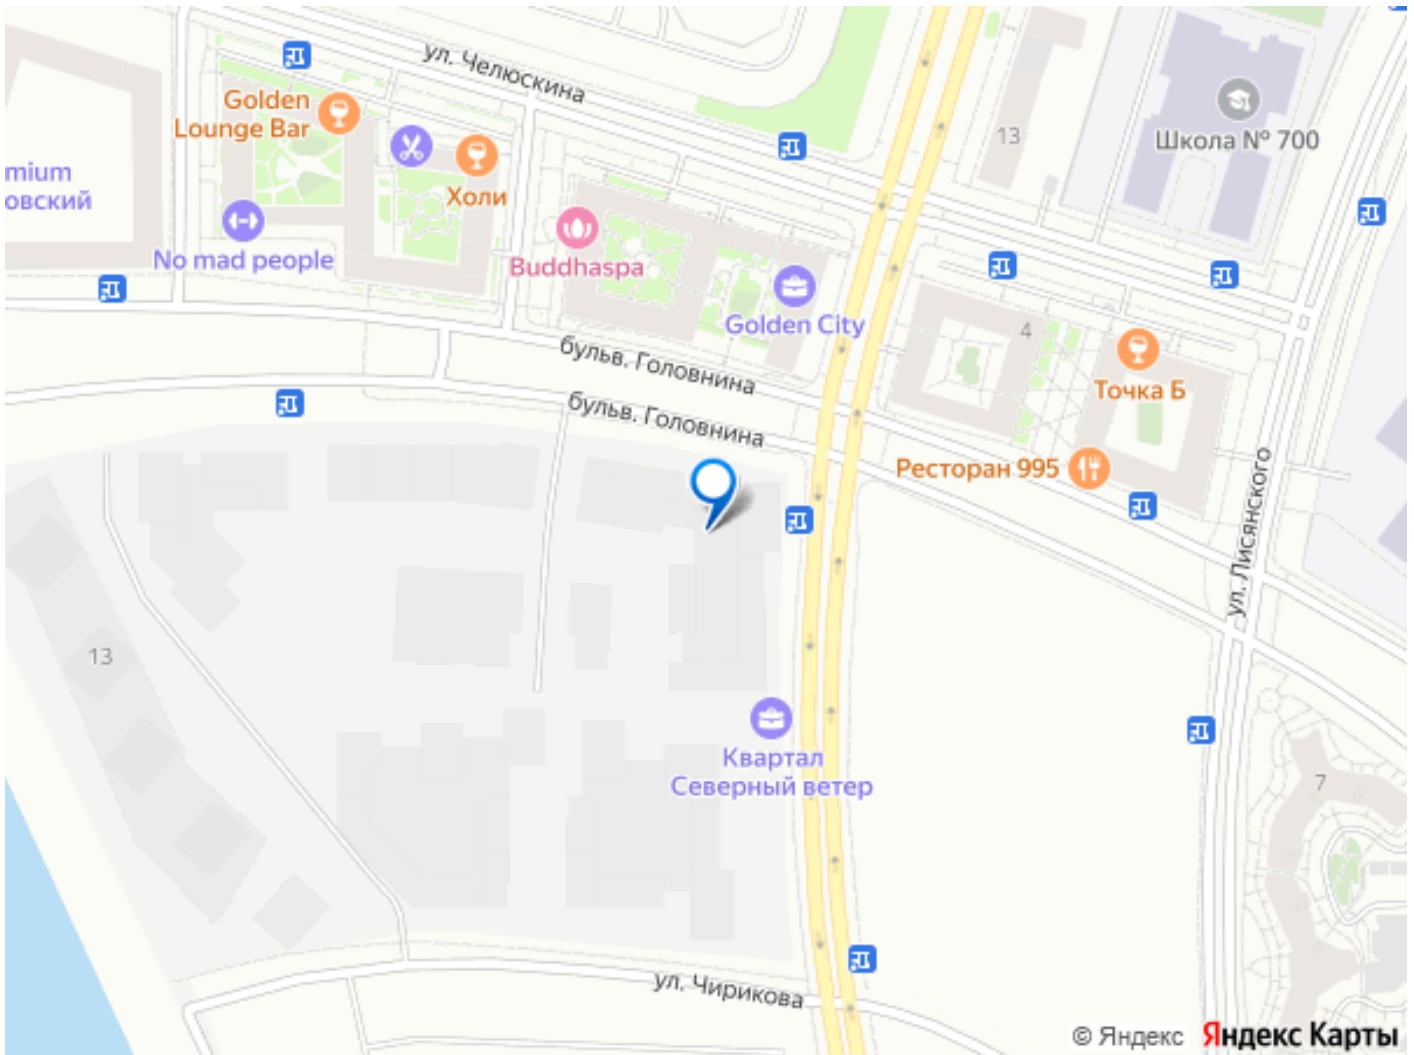 ул. Челюскина
Golden
Lounge Bar
13
Школа № 700
mium
овский
Холи
No mad people
Buddhaspa
Golden City
4
бульв. Головнина
Точка Б
бульв. Головнина
Ресторан 995
ул. Лисянского
13
Квартал
Северный ветер
7
ул. Чирикова
© Яндекс Яндекс Карты